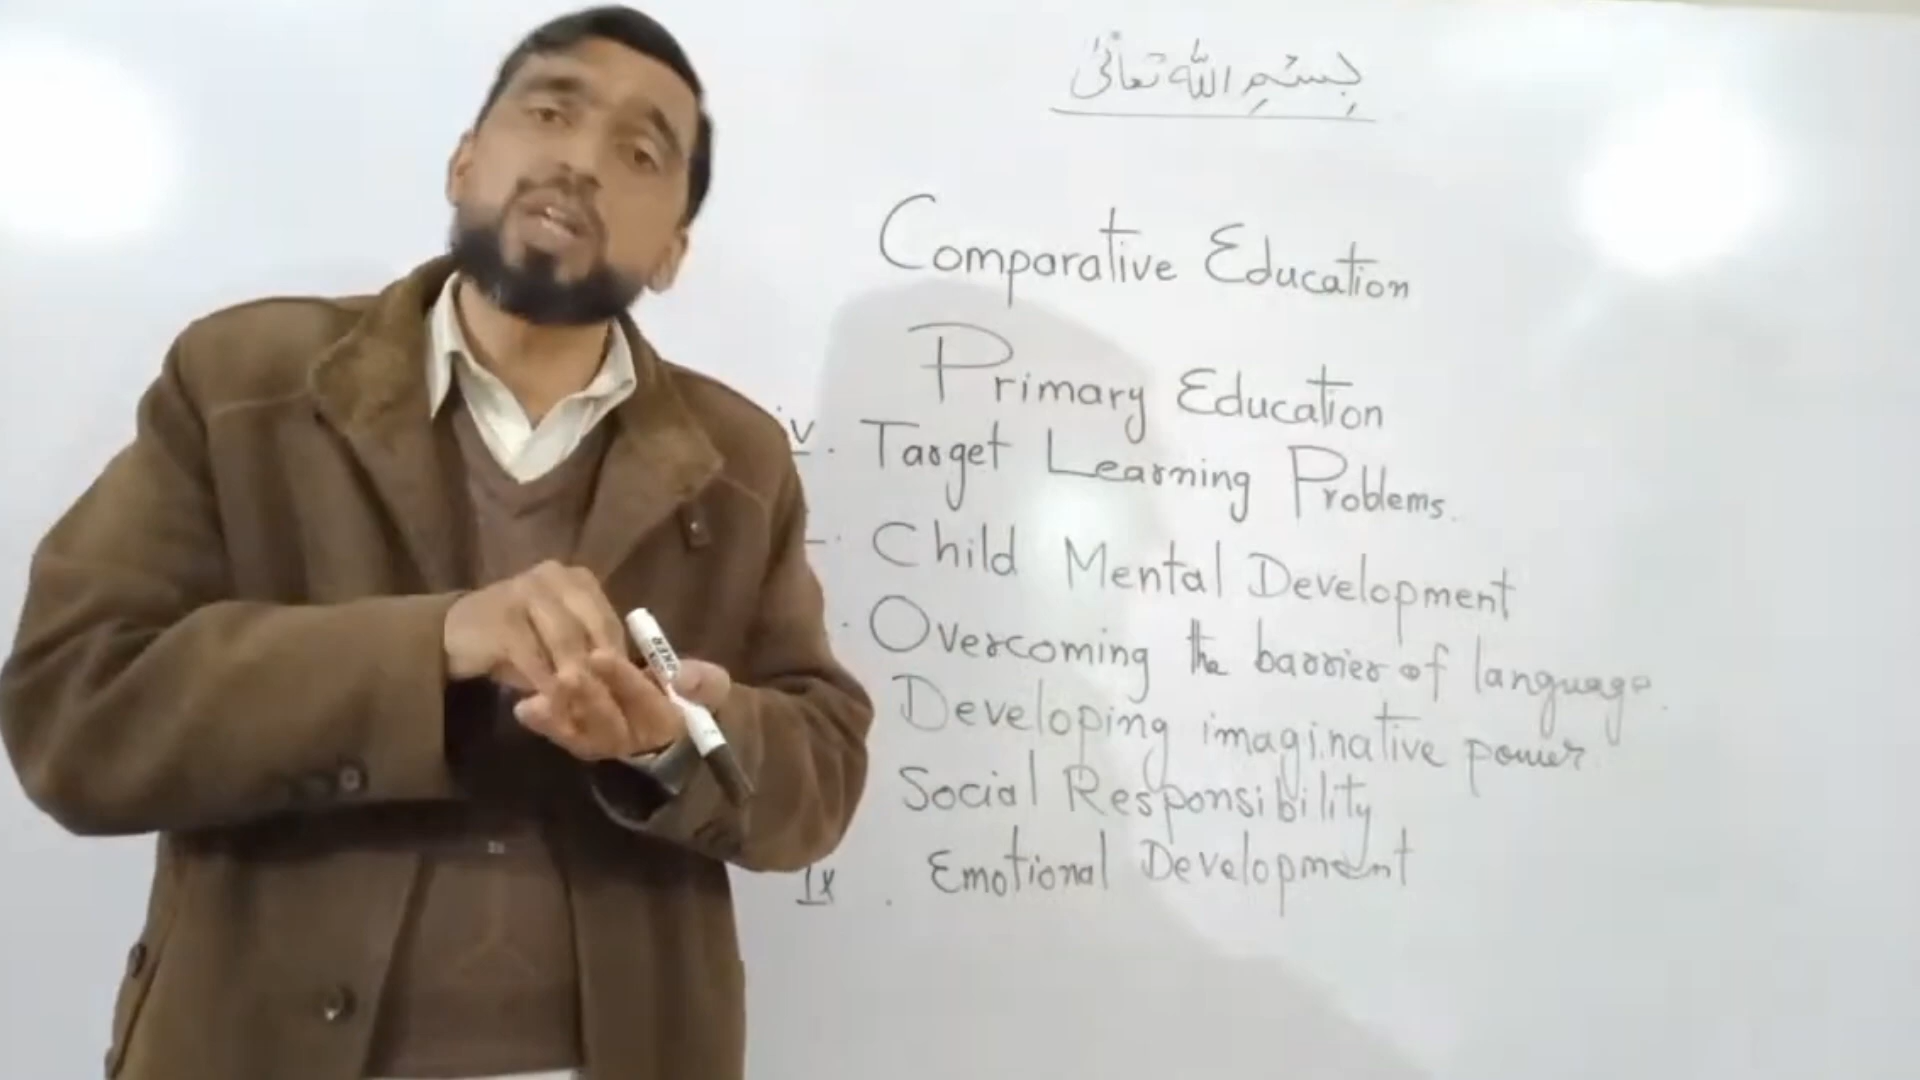 بِسْمِ اللہِ تعالیٰ
Comparative Education
Primary Education
iv. Target Learning Problems.
Child Mental Development
Overcoming the barrier of language.
Developing imaginative power.
Social Responsibility
ix. Emotional Development